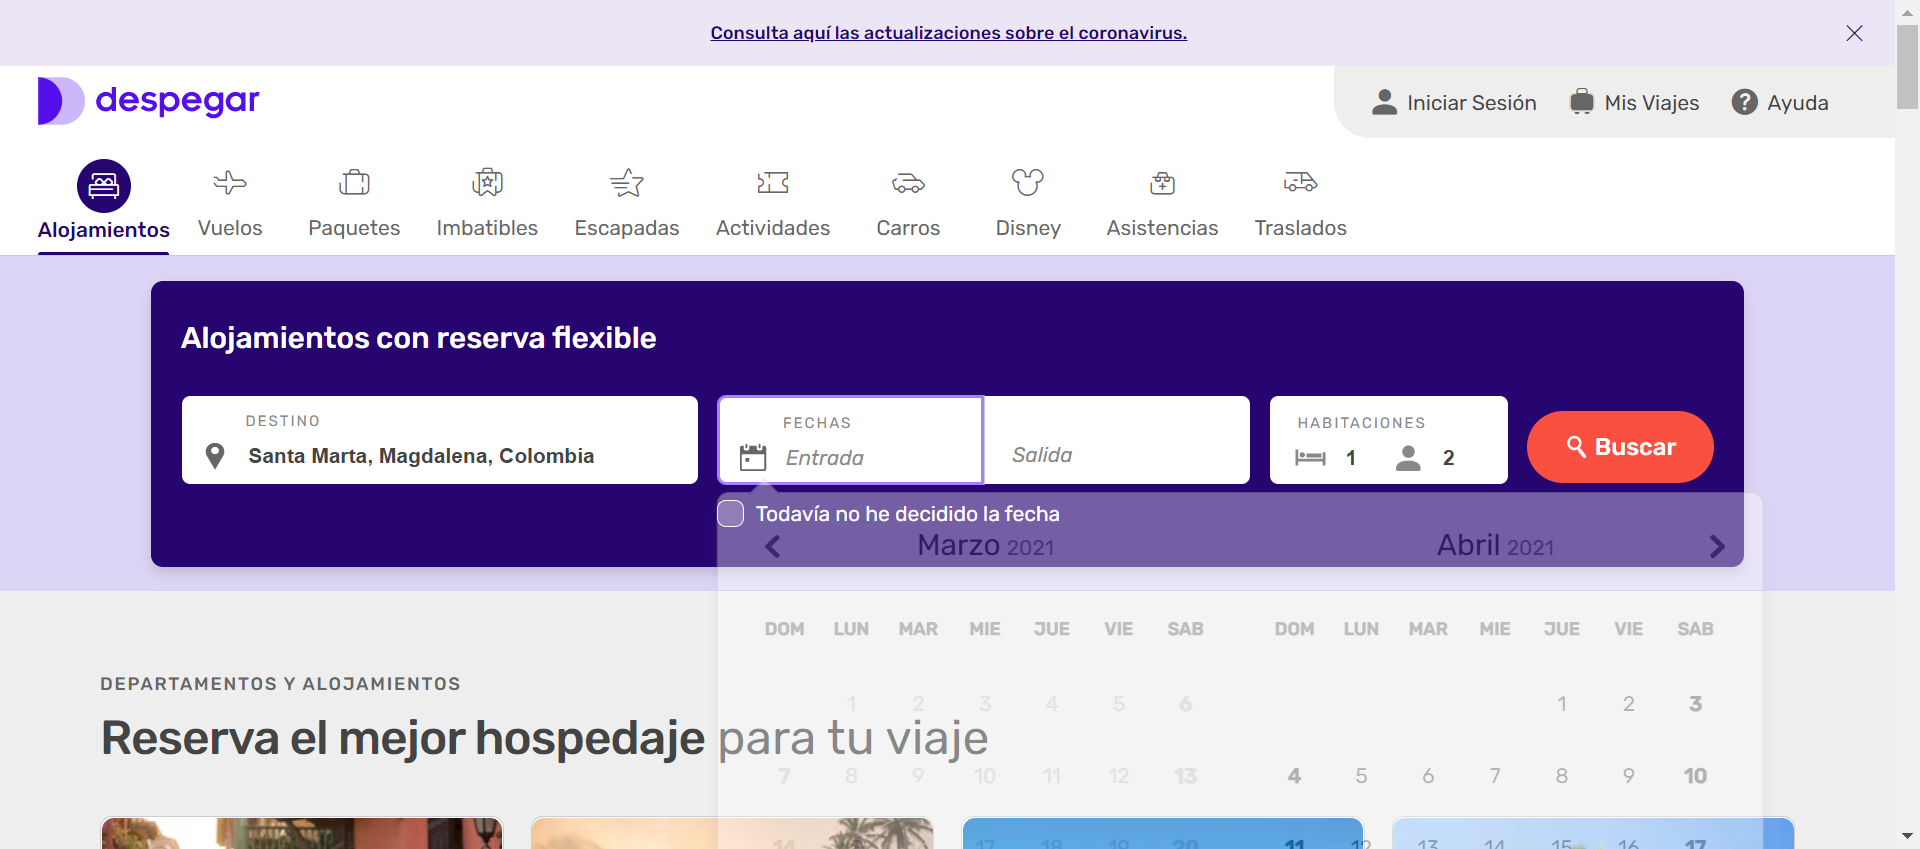 Consulta aquí las actualizaciones sobre el coronavirus.
despegar
Iniciar Sesión
Mis Viajes
Ayuda
Alojamientos
Vuelos
Paquetes
Imbatibles
Escapadas
Actividades
Carros
Disney
Asistencias
Traslados
Alojamientos con reserva flexible
DESTINO
Santa Marta, Magdalena, Colombia
FECHAS
Entrada
Salida
HABITACIONES
1
2
Buscar
Todavía no he decidido la fecha
Marzo 2021
Abril 2021
DOM LUN MAR MIE JUE VIE SAB
DOM LUN MAR MIE JUE VIE SAB
1 2 3 4 5 6
1 2 3
DEPARTAMENTOS Y ALOJAMIENTOS
Reserva el mejor hospedaje para tu viaje
7 8 9 10 11 12 13
4 5 6 7 8 9 10
14 17 18 19 20
11 12 13 14 15 16 17